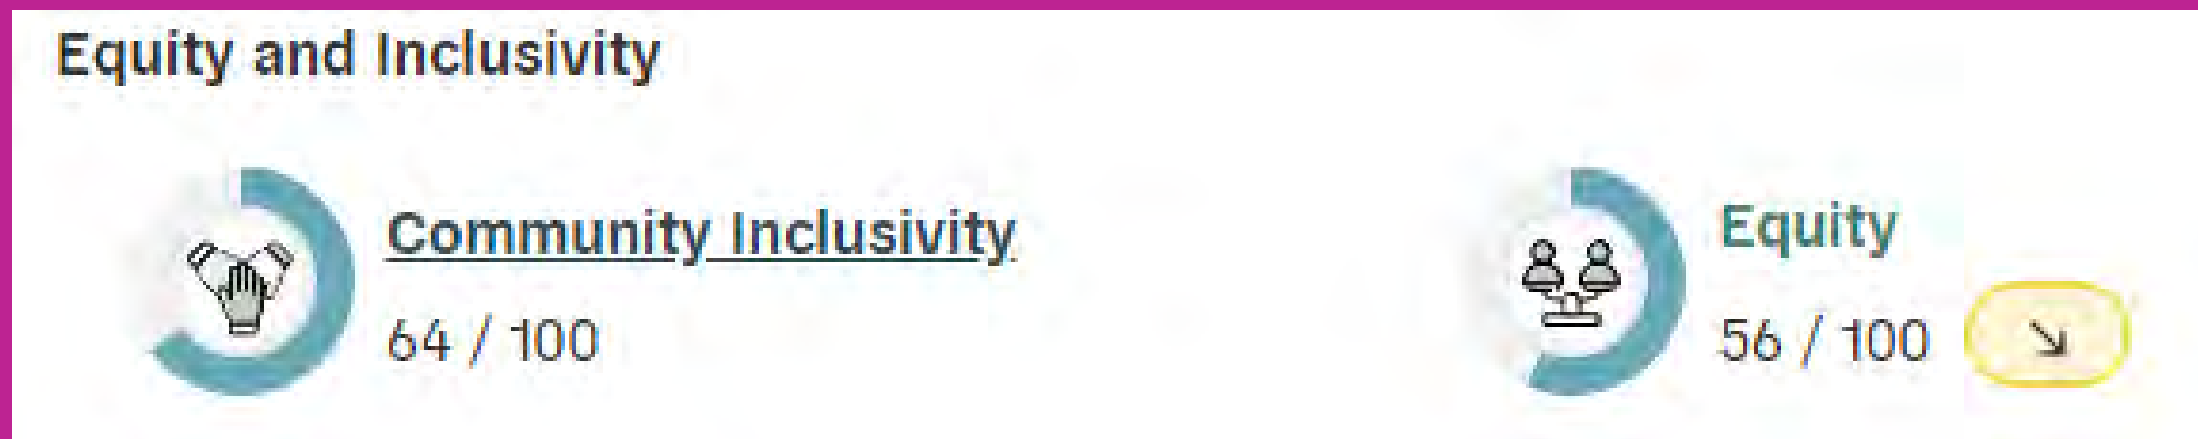 Equity and Inclusivity
Community Inclusivity
64 / 100
Equity
56 / 100